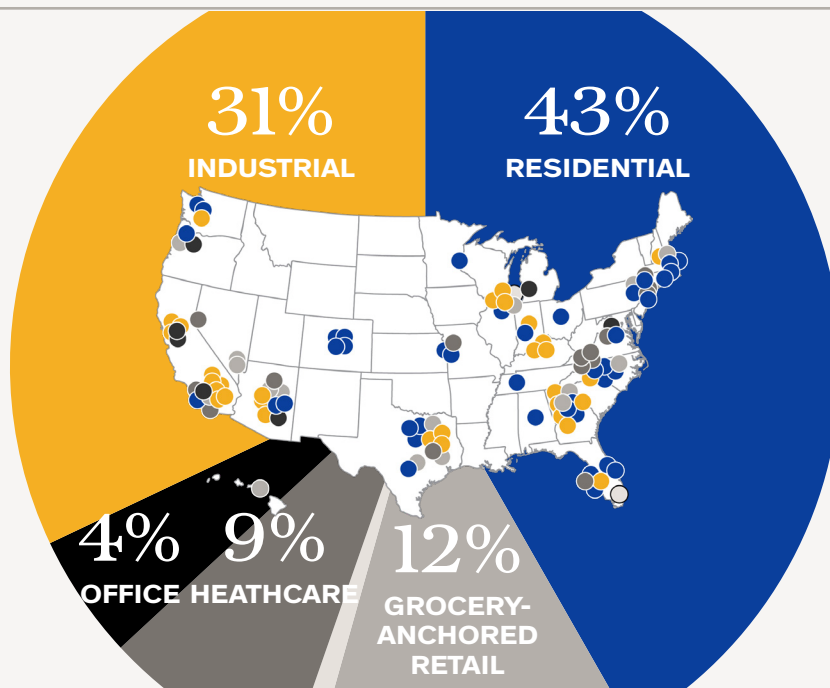 31%
INDUSTRIAL
43%
RESIDENTIAL
4%
OFFICE
9%
HEATHCARE
12%
GROCERY-
ANCHORED
RETAIL